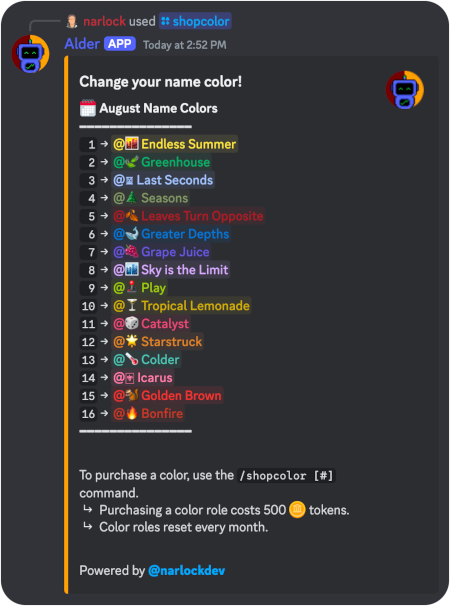 narlock used shopcolor
Alder APP Today at 2:52 PM
Change your name color!
August Name Colors
1 → @🌇 Endless Summer
2 → @🌿 Greenhouse
3 → @ Last Seconds
4 → @🌲 Seasons
5 → @🍂 Leaves Turn Opposite
6 → @ Greater Depths
7 → @🍇 Grape Juice
8 → @🏙️ Sky is the Limit
9 → @🕹️ Play
10 → @🍸 Tropical Lemonade
11 → @🎲 Catalyst
12 → @🌟 Starstruck
13 → @ Colder
14 → @🃏 Icarus
15 → @🐿️ Golden Brown
16 → @🔥 Bonfire
To purchase a color, use the /shopcolor [#]
command.
↳ Purchasing a color role costs 500 🪙 tokens.
↳ Color roles reset every month.
Powered by @narlockdev